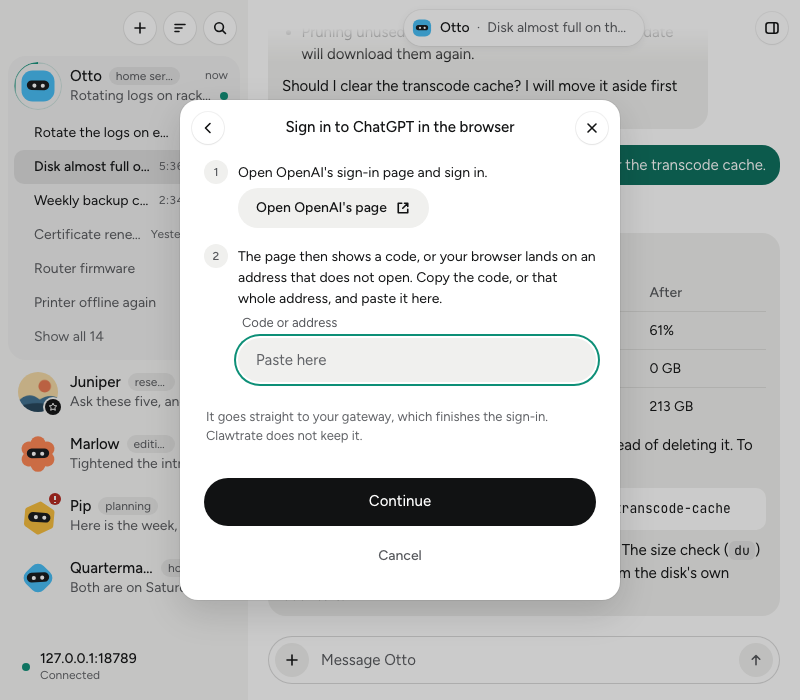 Otto home ser... now
Rotating logs on rack...
Rotate the logs on e...
Disk almost full o... 5:36
Weekly backup c... 2:34
Certificate rene... Yeste
Router firmware
Printer offline again
Show all 14
Juniper rese...
Ask these five, an
Marlow editi...
Tightened the intr
Pip planning
Here is the week,
Quarterma... ho
Both are on Satur
127.0.0.1:18789
Connected
Otto · Disk almost full on th...
Pruning unused
will download them again.
Should I clear the transcode cache? I will move it aside first
the transcode cache.
After
61%
0 GB
213 GB
ead of deleting it. To
transcode-cache
The size check (du)
m the disk's own
Message Otto
Sign in to ChatGPT in the browser
1 Open OpenAI's sign-in page and sign in.
Open OpenAI's page
2 The page then shows a code, or your browser lands on an
address that does not open. Copy the code, or that
whole address, and paste it here.
Code or address
Paste here
It goes straight to your gateway, which finishes the sign-in.
Clawtrate does not keep it.
Continue
Cancel